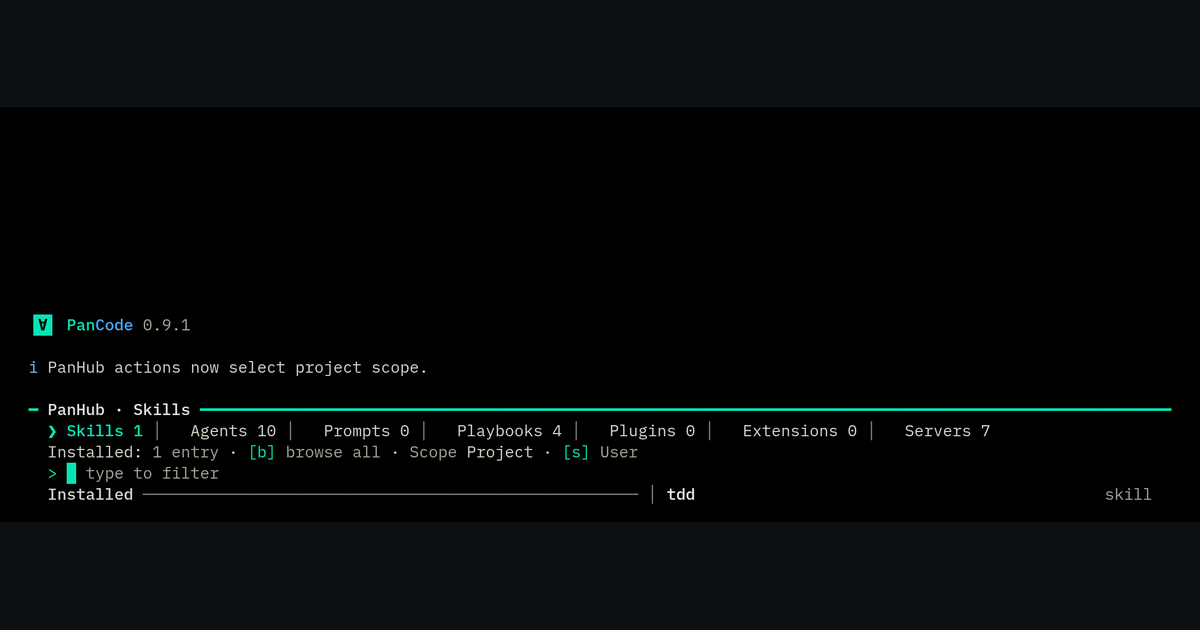 ∀ PanCode 0.9.1
i PanHub actions now select project scope.
PanHub · Skills
❯ Skills 1 │ Agents 10 │ Prompts 0 │ Playbooks 4 │ Plugins 0 │ Extensions 0 │ Servers 7
Installed: 1 entry · [b] browse all · Scope Project · [s] User
> type to filter
Installed │ tdd skill